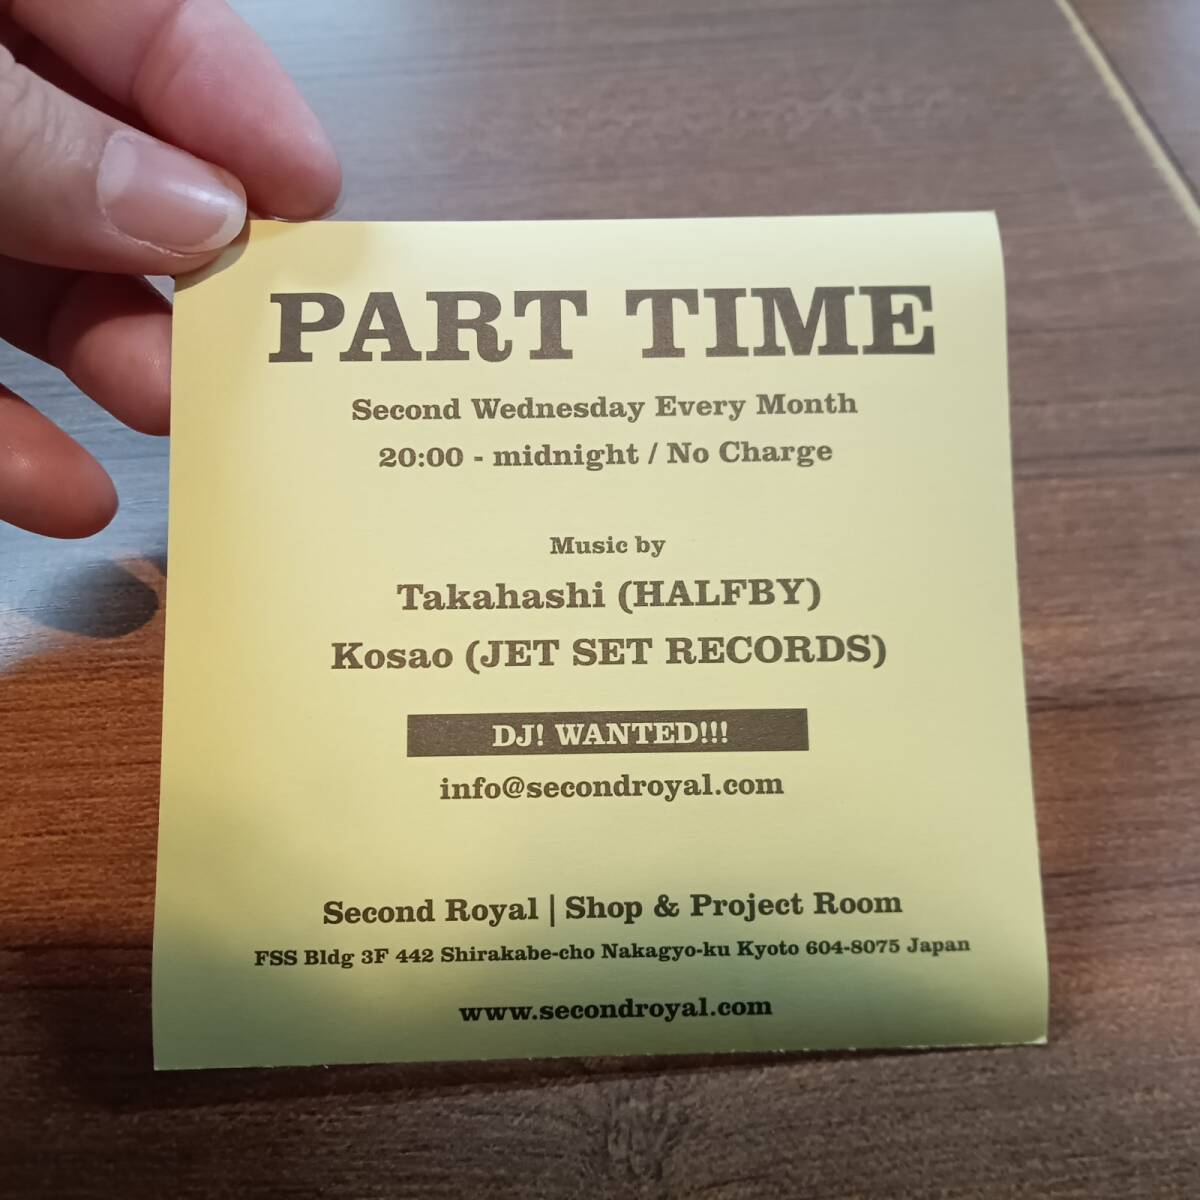 PART TIME
Second Wednesday Every Month
20:00 - midnight / No Charge
Music by
Takahashi (HALFBY)
Kosao (JET SET RECORDS)
DJ! WANTED!!!
info@secondroyal.com
Second Royal | Shop & Project Room
FSS Bldg 3F 442 Shirakabe-cho Nakagyo-ku Kyoto 604-8075 Japan
www.secondroyal.com